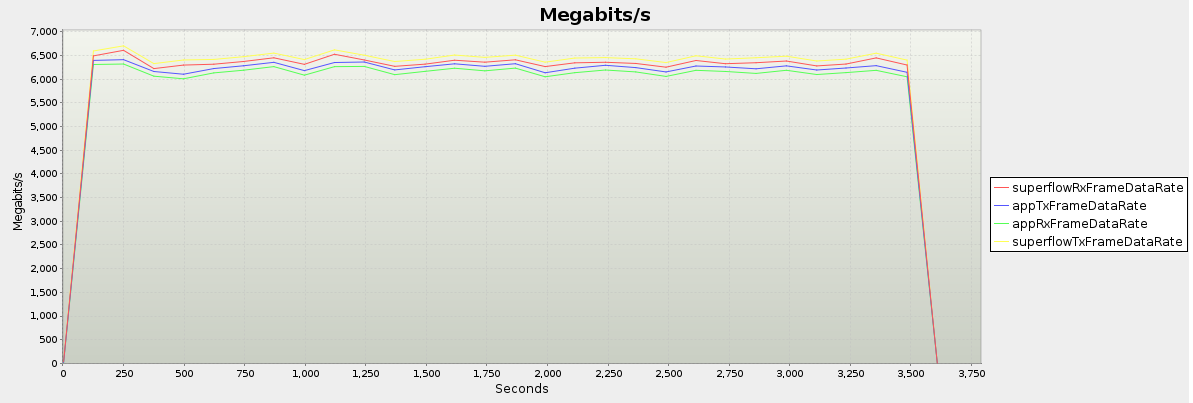 Megabits/s
7,000
6,500
6,000
5,500
5,000
4,500
4,000
3,500
3,000
2,500
2,000
1,500
1,000
500
0
Megabits/s
0 250 500 750 1,000 1,250 1,500 1,750 2,000 2,250 2,500 2,750 3,000 3,250 3,500 3,750
Seconds
superflowRxFrameDataRate
appTxFrameDataRate
appRxFrameDataRate
superflowTxFrameDataRate